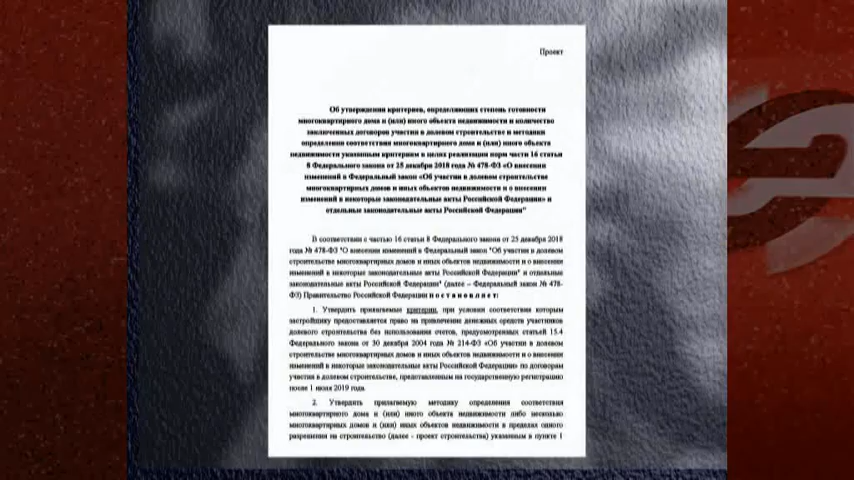 Проект
Об утверждении критериев, определяющих степень готовности
многоквартирного дома и (или) иного объекта недвижимости и количество
заключенных договоров участия в долевом строительстве и методики
определения соответствия многоквартирного дома и (или) иного объекта
недвижимости указанным критериям в целях реализации норм части 16 статьи
8 Федерального закона от 25 декабря 2018 года № 478-ФЗ «О внесении
изменений в Федеральный закон «Об участии в долевом строительстве
многоквартирных домов и иных объектов недвижимости и о внесении
изменений в некоторые законодательные акты Российской Федерации» и
отдельные законодательные акты Российской Федерации"
В соответствии с частью 16 статьи 8 Федерального закона от 25 декабря 2018
года № 478-ФЗ "О внесении изменений в Федеральный закон "Об участии в долевом
строительстве многоквартирных домов и иных объектов недвижимости и о внесении
изменений в некоторые законодательные акты Российской Федерации" и отдельные
законодательные акты Российской Федерации" (далее – Федеральный закон № 478-
ФЗ) Правительство Российской Федерации постановляет:
1. Утвердить прилагаемые критерии, при условии соответствия которым
застройщику предоставляется право на привлечение денежных средств участников
долевого строительства без использования счетов, предусмотренных статьей 15.4
Федерального закона от 30 декабря 2004 года № 214-ФЗ «Об участии в долевом
строительстве многоквартирных домов и иных объектов недвижимости и о внесении
изменений в некоторые законодательные акты Российской Федерации» по договорам
участия в долевом строительстве, представленным на государственную регистрацию
после 1 июля 2019 года.
2. Утвердить прилагаемую методику определения соответствия
многоквартирного дома и (или) иного объекта недвижимости либо несколько
многоквартирных домов и (или) иных объектов недвижимости в пределах одного
разрешения на строительство (далее - проект строительства) указанным в пункте 1